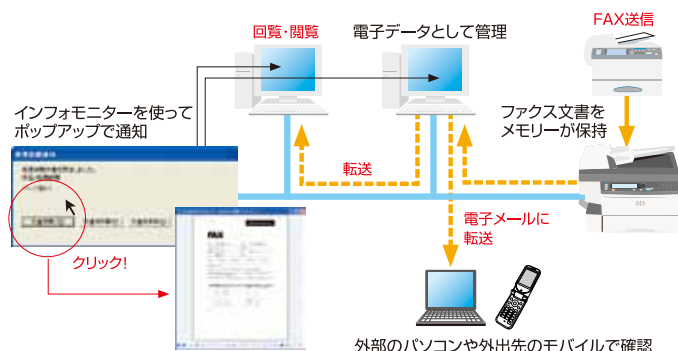 FAX送信
回覧・閲覧
電子データとして管理
インフォモニターを使って
ポップアップで通知
ファクス文書を
メモリーが保持
転送
電子メールに
転送
FAX
クリック!
外部のパソコンや外出先のモバイルで確認